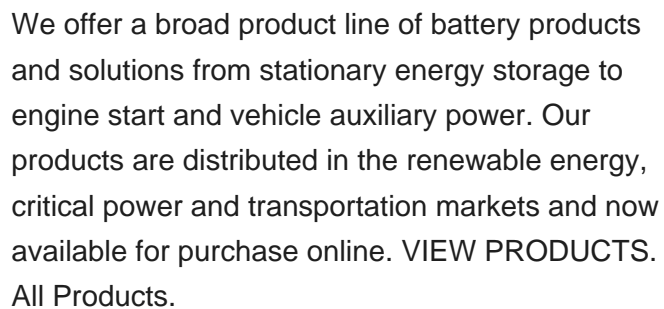 We offer a broad product line of battery products
and solutions from stationary energy storage to
engine start and vehicle auxiliary power. Our
products are distributed in the renewable energy,
critical power and transportation markets and now
available for purchase online. VIEW PRODUCTS.
All Products.